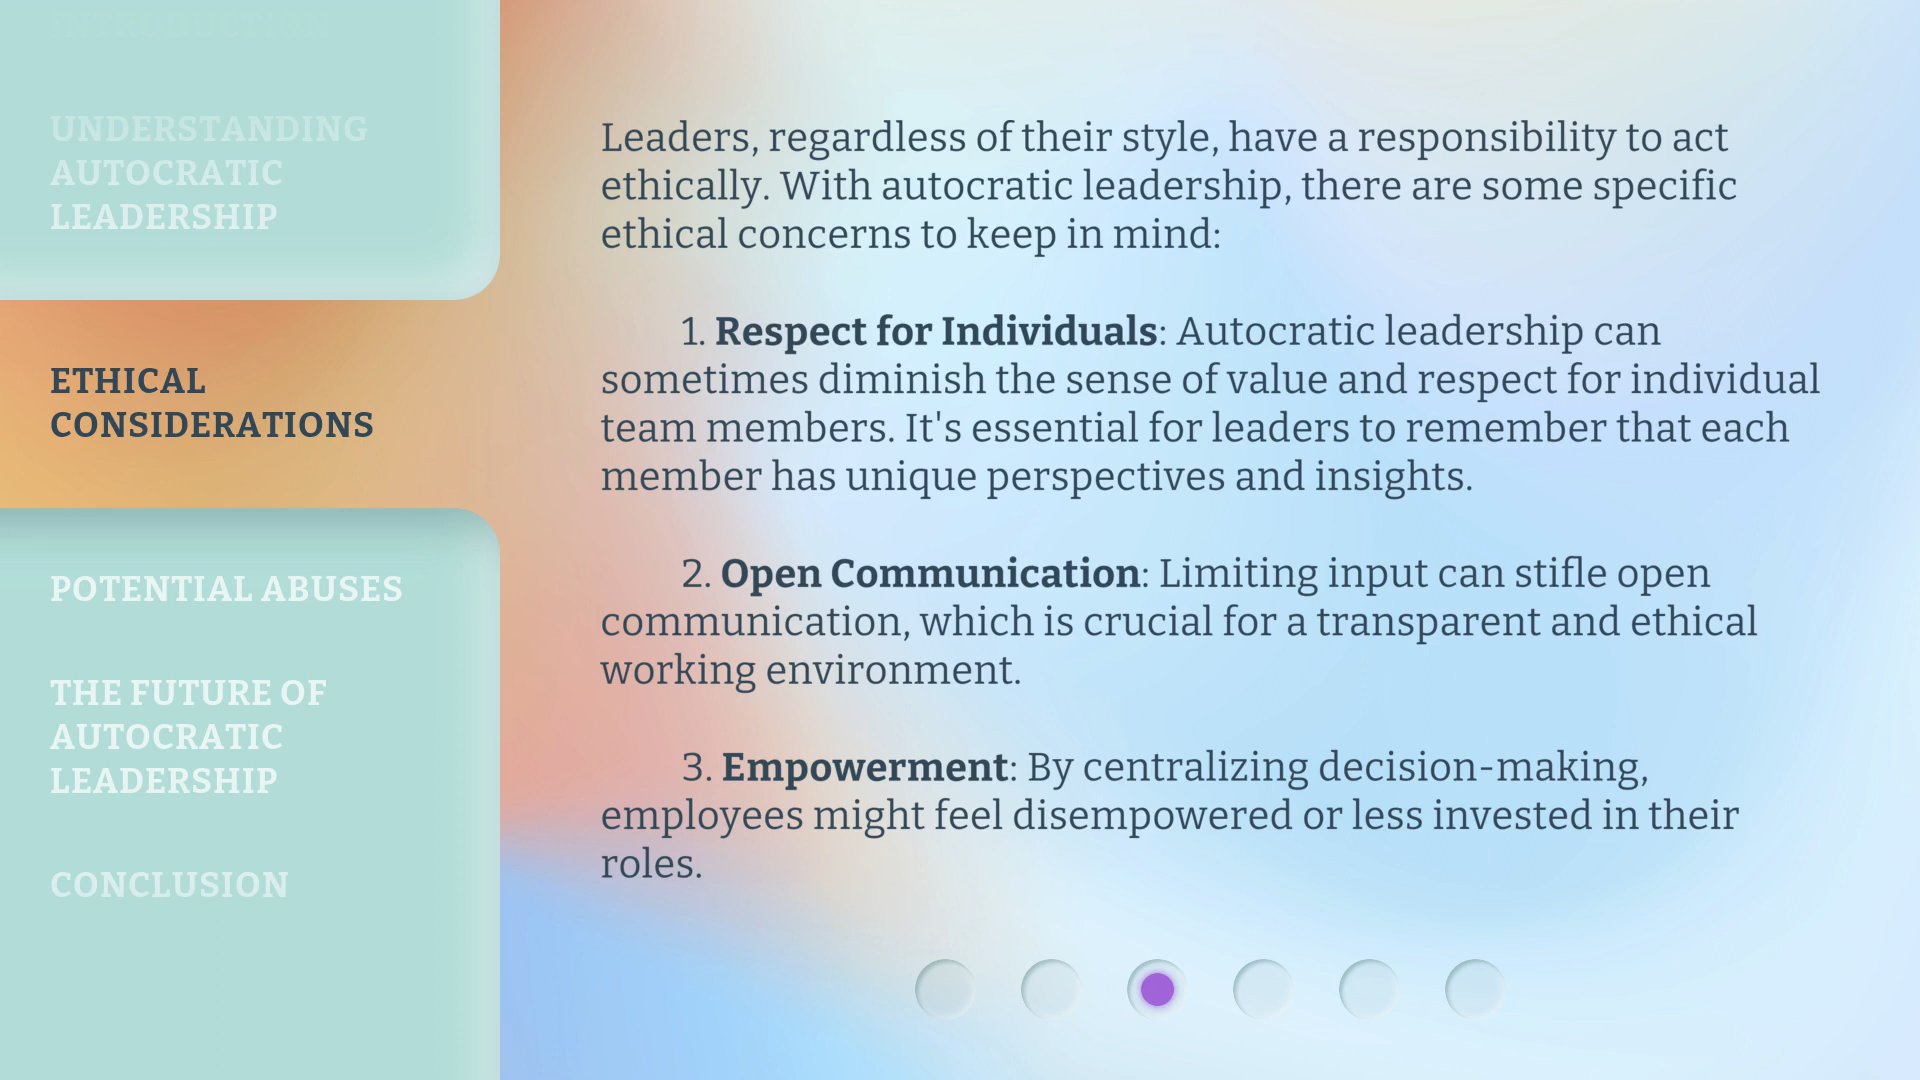 INTRODUCTION
UNDERSTANDING
AUTOCRATIC
LEADERSHIP
ETHICAL
CONSIDERATIONS
POTENTIAL ABUSES
THE FUTURE OF
AUTOCRATIC
LEADERSHIP
CONCLUSION
Leaders, regardless of their style, have a responsibility to act
ethically. With autocratic leadership, there are some specific
ethical concerns to keep in mind:
1. Respect for Individuals: Autocratic leadership can
sometimes diminish the sense of value and respect for individual
team members. It's essential for leaders to remember that each
member has unique perspectives and insights.
2. Open Communication: Limiting input can stifle open
communication, which is crucial for a transparent and ethical
working environment.
3. Empowerment: By centralizing decision-making,
employees might feel disempowered or less invested in their
roles.